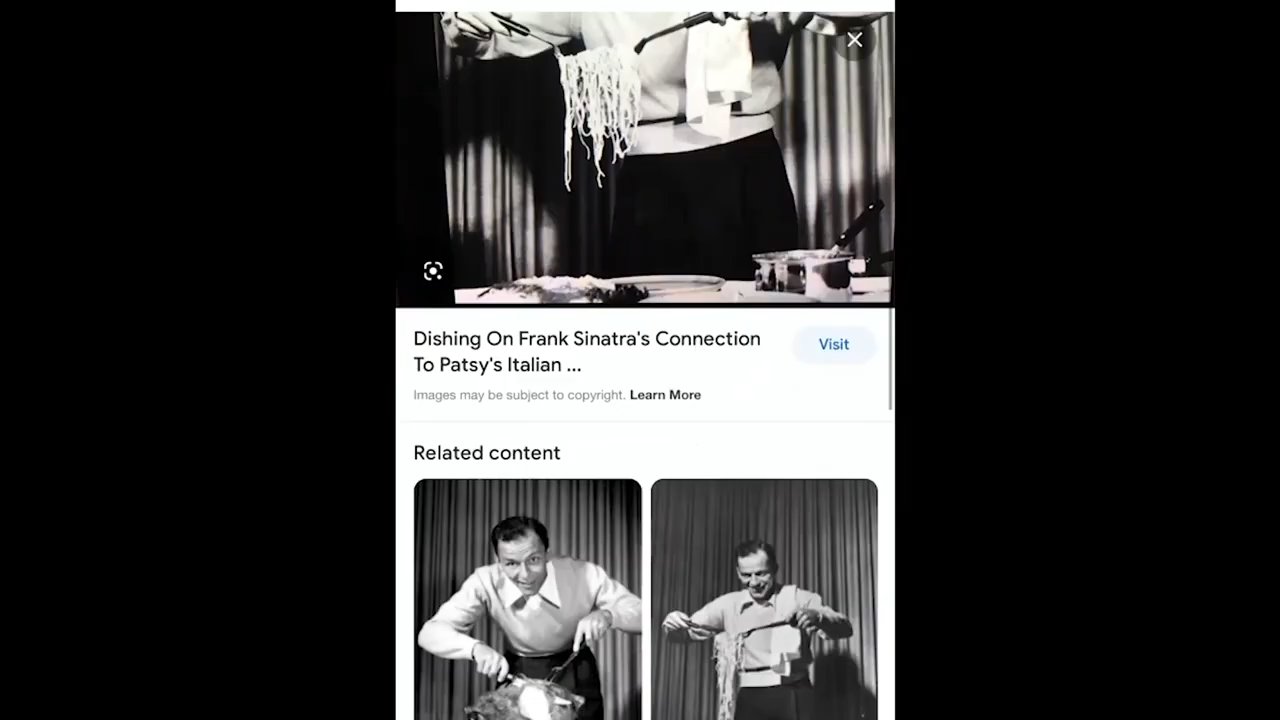 Dishing On Frank Sinatra's Connection
To Patsy's Italian ...
Visit
Images may be subject to copyright. Learn More
Related content